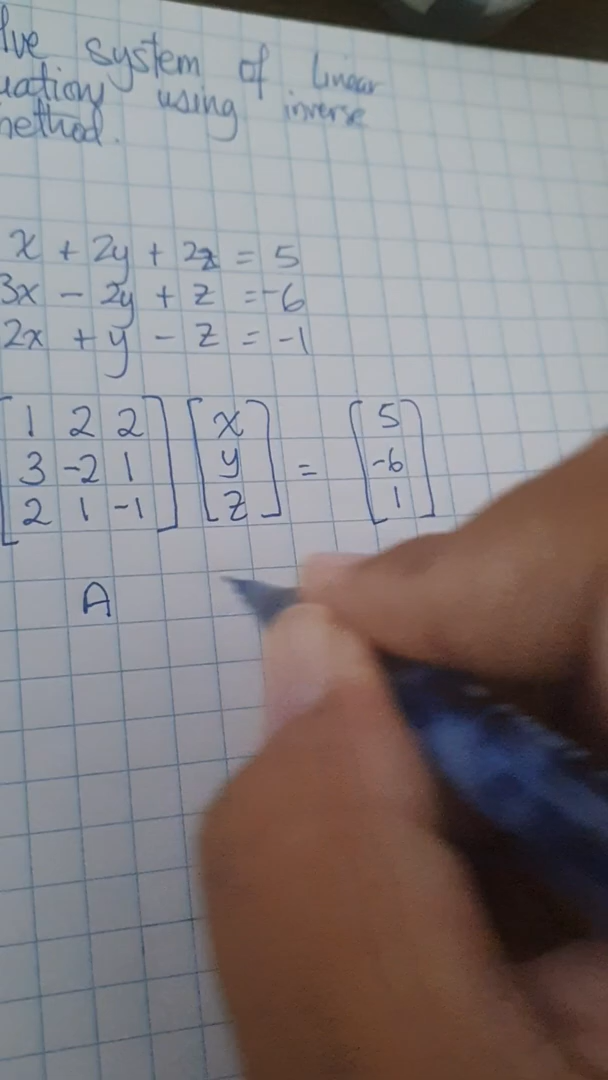 lve system of linear
uation using inverse
method.
x + 2y + 2z = 5
3x - 2y + z = -6
2x + y - z = -1
[1 2 2] [x] [5]
[3 -2 1] [y] = [-6]
[2 1 -1] [z] [1]
A